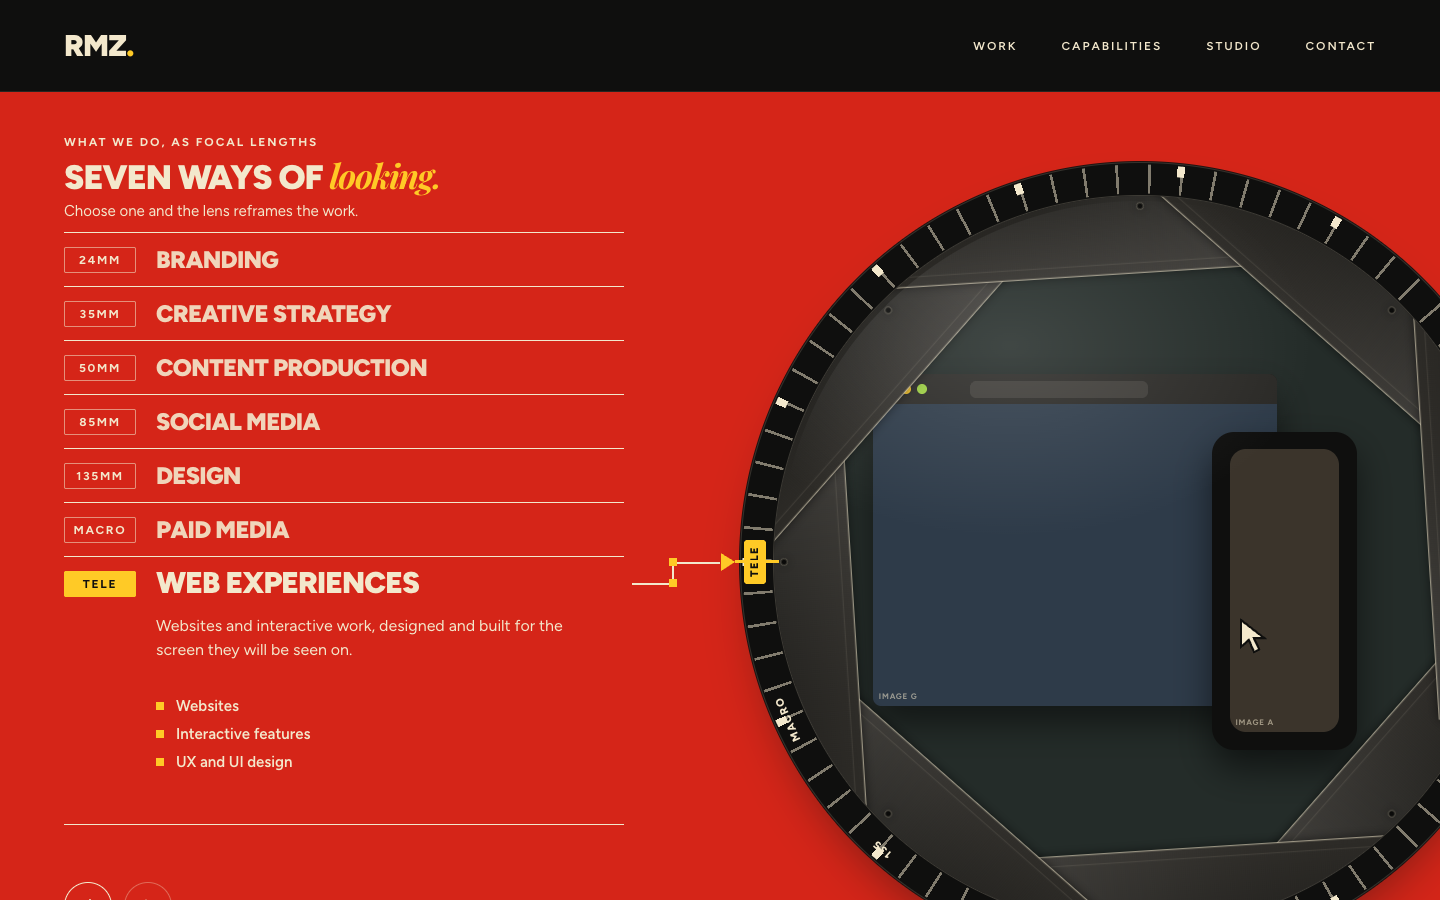 RMZ.
WORK
CAPABILITIES
STUDIO
CONTACT
WHAT WE DO, AS FOCAL LENGTHS
SEVEN WAYS OF looking.
Choose one and the lens reframes the work.
24MM BRANDING
35MM CREATIVE STRATEGY
50MM CONTENT PRODUCTION
85MM SOCIAL MEDIA
135MM DESIGN
MACRO PAID MEDIA
TELE WEB EXPERIENCES
Websites and interactive work, designed and built for the
screen they will be seen on.
Websites
Interactive features
UX and UI design
TELE
MACRO
135
IMAGE G
IMAGE A